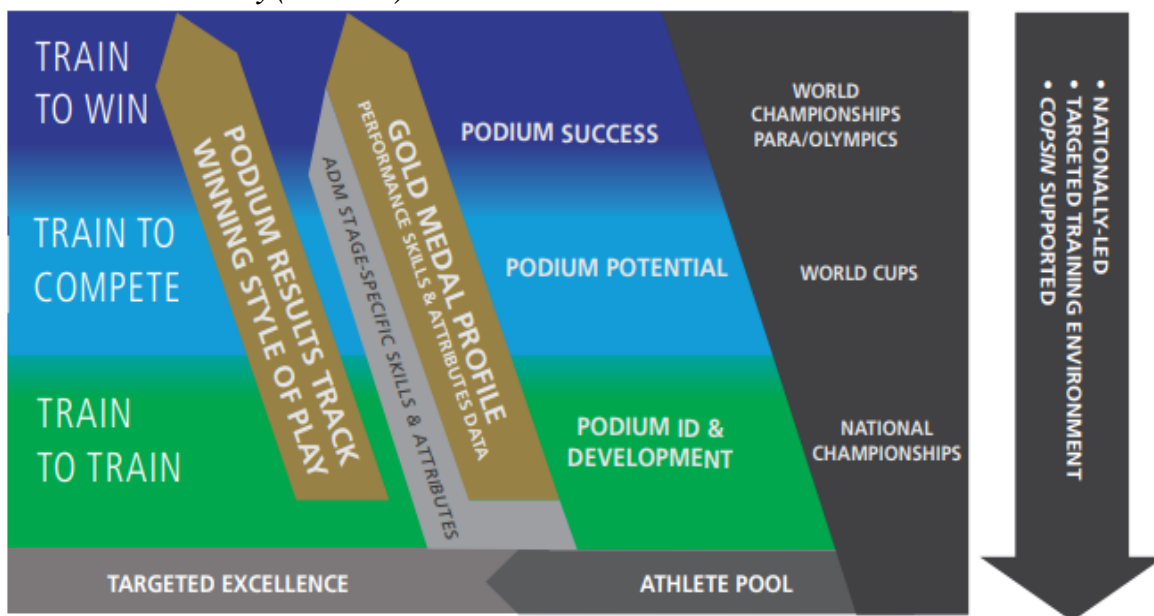 TRAIN
TO WIN
TRAIN TO
COMPETE
TRAIN
TO TRAIN
PODIUM RESULTS TRACK
WINNING STYLE OF PLAY
GOLD MEDAL PROFILE
PERFORMANCE SKILLS & ATTRIBUTES DATA
ADM STAGE-SPECIFIC SKILLS & ATTRIBUTES
PODIUM SUCCESS
PODIUM POTENTIAL
PODIUM ID &
DEVELOPMENT
WORLD
CHAMPIONSHIPS
PARA/OLYMPICS
WORLD CUPS
NATIONAL
CHAMPIONSHIPS
• NATIONALLY-LED
• TARGETED TRAINING ENVIRONMENT
• COPSIN SUPPORTED
TARGETED EXCELLENCE
ATHLETE POOL